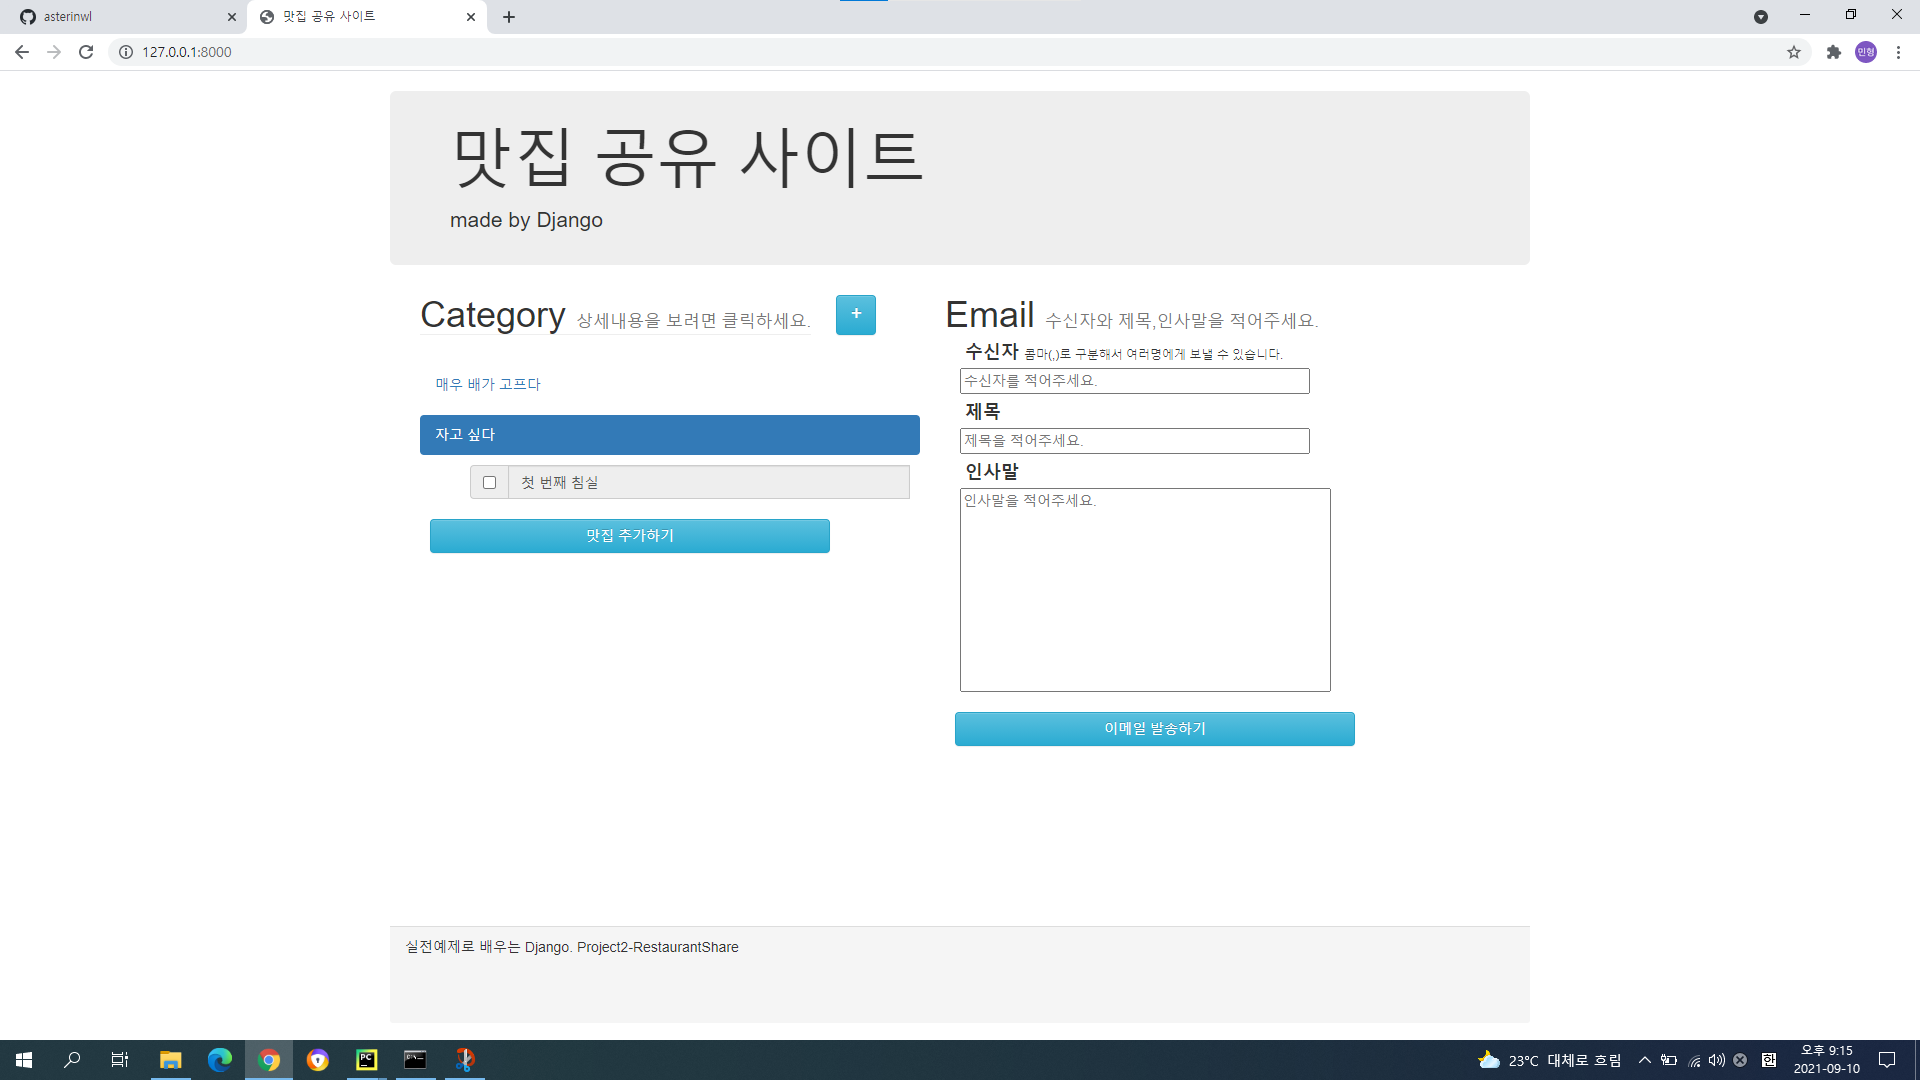 asterinwl
맛집 공유 사이트
127.0.0.1:8000
민형
맛집 공유 사이트
made by Django
Category 상세내용을 보려면 클릭하세요.
+
매우 배가 고프다
자고 싶다
첫 번째 침실
맛집 추가하기
Email 수신자와 제목,인사말을 적어주세요.
수신자 콤마(,)로 구분해서 여러명에게 보낼 수 있습니다.
수신자를 적어주세요.
제목
제목을 적어주세요.
인사말
인사말을 적어주세요.
이메일 발송하기
실전예제로 배우는 Django. Project2-RestaurantShare
PC
23°C 대체로 흐림
한
오후 9:15
2021-09-10